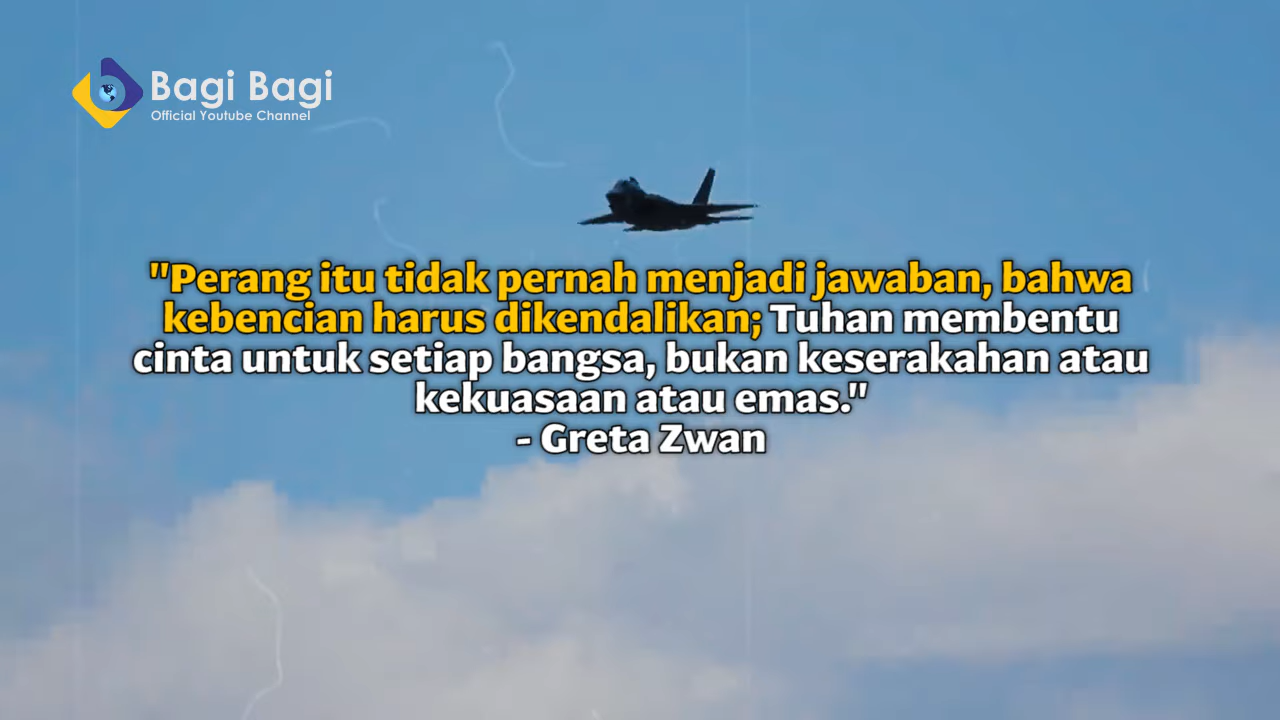 Bagi Bagi
Official Youtube Channel
"Perang itu tidak pernah menjadi jawaban, bahwa
kebencian harus dikendalikan; Tuhan membentu
cinta untuk setiap bangsa, bukan keserakahan atau
kekuasaan atau emas."
- Greta Zwan